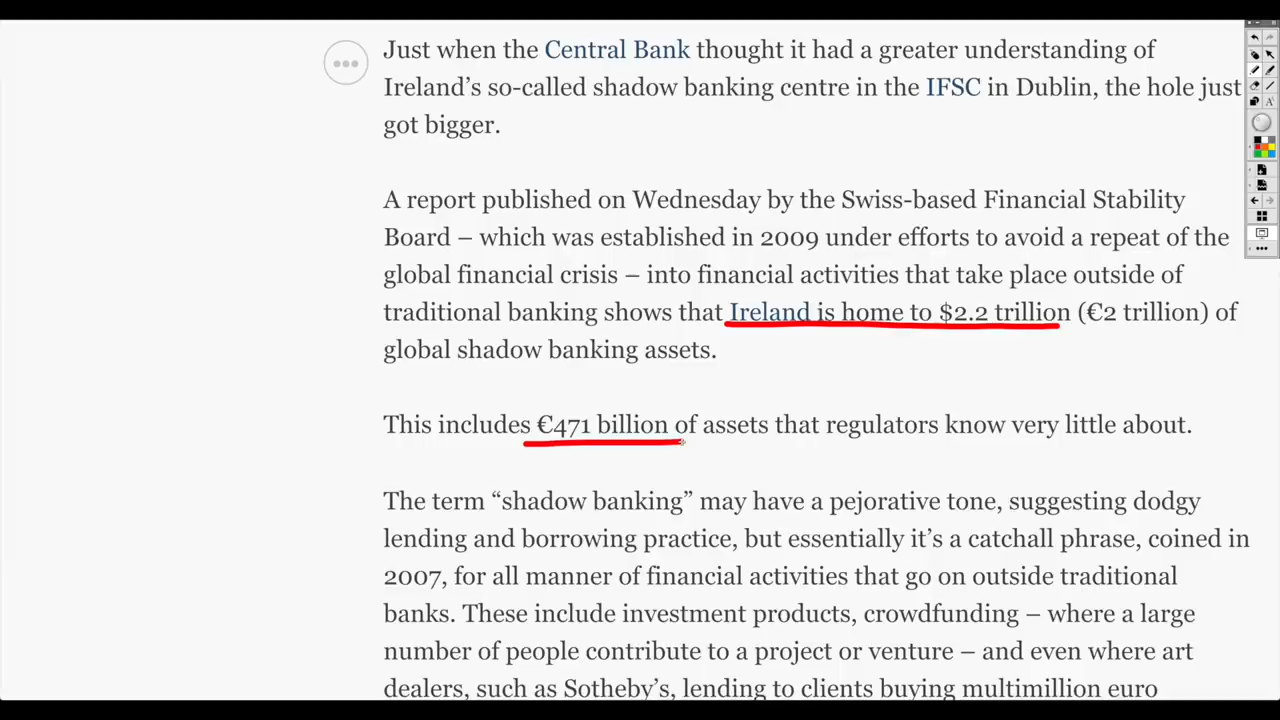 Just when the Central Bank thought it had a greater understanding of
Ireland’s so-called shadow banking centre in the IFSC in Dublin, the hole just
got bigger.
A report published on Wednesday by the Swiss-based Financial Stability
Board – which was established in 2009 under efforts to avoid a repeat of the
global financial crisis – into financial activities that take place outside of
traditional banking shows that Ireland is home to $2.2 trillion (€2 trillion) of
global shadow banking assets.
This includes €471 billion of assets that regulators know very little about.
The term “shadow banking” may have a pejorative tone, suggesting dodgy
lending and borrowing practice, but essentially it’s a catchall phrase, coined in
2007, for all manner of financial activities that go on outside traditional
banks. These include investment products, crowdfunding – where a large
number of people contribute to a project or venture – and even where art
dealers, such as Sotheby’s, lending to clients buying multimillion euro